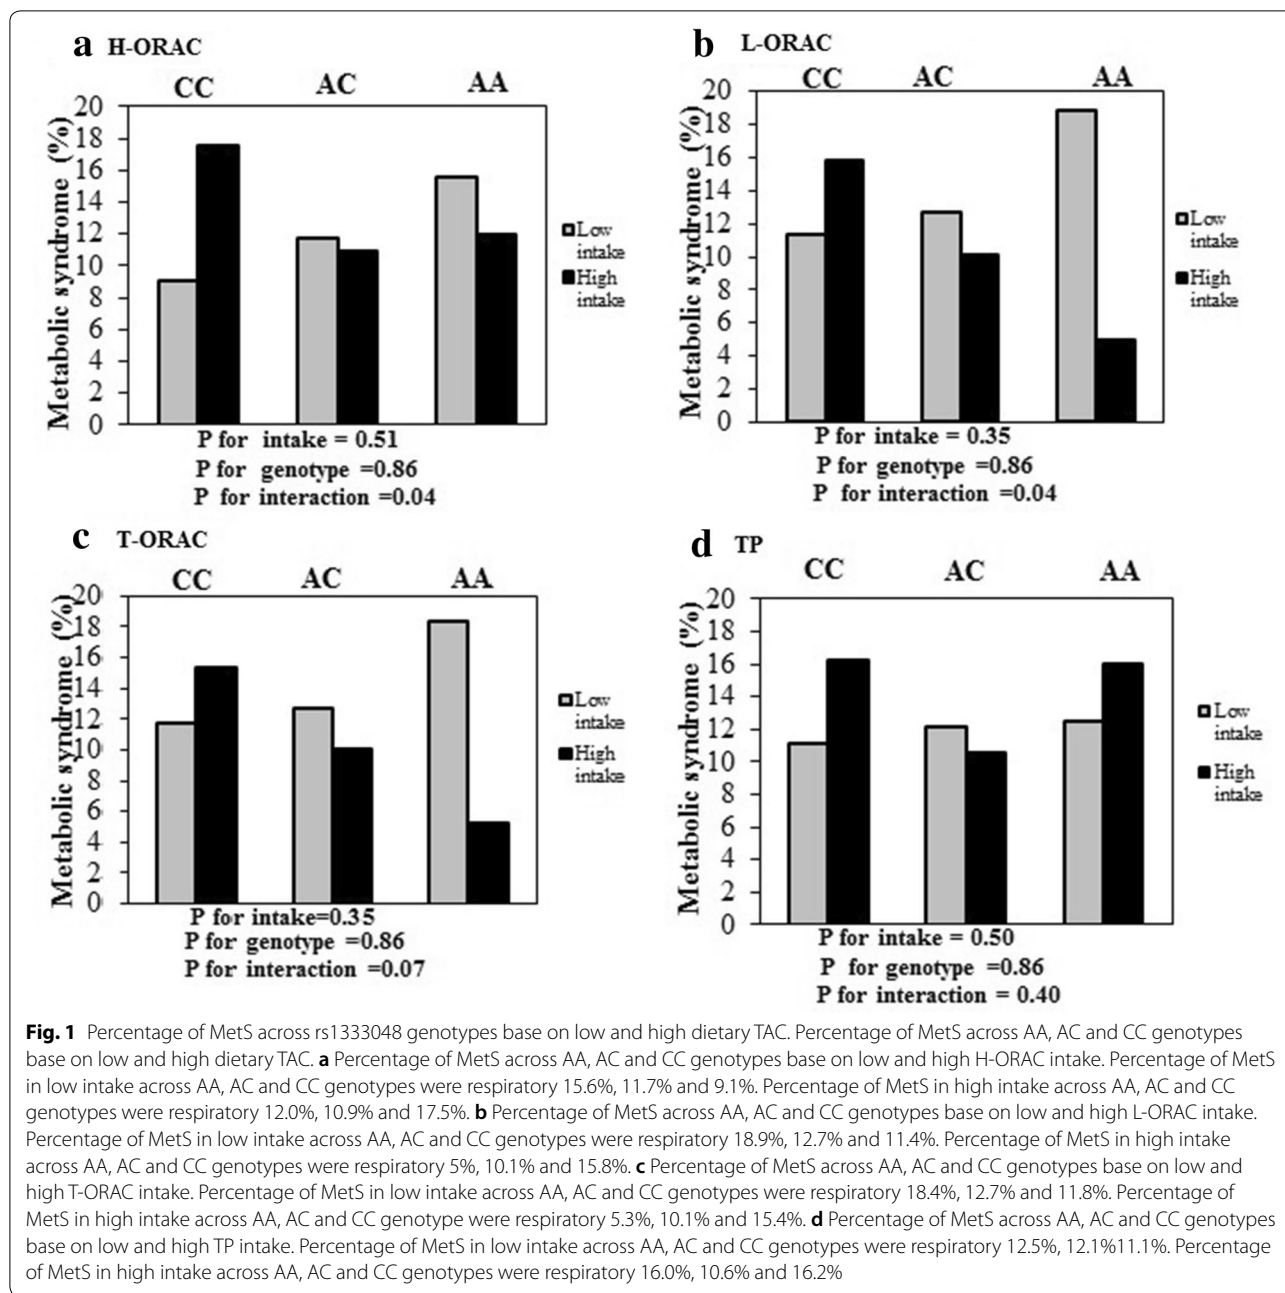 a H-ORAC
CC AC AA
Metabolic syndrome (%)
20
18
16
14
12
10
8
6
4
2
0
Low
intake
High
intake
P for intake = 0.51
P for genotype =0.86
P for interaction =0.04
b L-ORAC
CC AC AA
Metabolic syndrome (%)
20
18
16
14
12
10
8
6
4
2
0
Low
intake
High
intake
P for intake = 0.35
P for genotype =0.86
P for interaction =0.04
c T-ORAC
CC AC AA
Metabolic syndrome (%)
20
18
16
14
12
10
8
6
4
2
0
Low
intake
High
intake
P for intake=0.35
P for genotype =0.86
P for interaction =0.07
d TP
CC AC AA
Metabolic syndrome (%)
20
18
16
14
12
10
8
6
4
2
0
Low
intake
High
intake
P for intake = 0.50
P for genotype =0.86
P for interaction = 0.40
Fig. 1 Percentage of MetS across rs1333048 genotypes base on low and high dietary TAC. Percentage of MetS across AA, AC and CC genotypes
base on low and high dietary TAC. a Percentage of MetS across AA, AC and CC genotypes base on low and high H-ORAC intake. Percentage of MetS
in low intake across AA, AC and CC genotypes were respiratory 15.6%, 11.7% and 9.1%. Percentage of MetS in high intake across AA, AC and CC
genotypes were respiratory 12.0%, 10.9% and 17.5%. b Percentage of MetS across AA, AC and CC genotypes base on low and high L-ORAC intake.
Percentage of MetS in low intake across AA, AC and CC genotypes were respiratory 18.9%, 12.7% and 11.4%. Percentage of MetS in high intake
across AA, AC and CC genotypes were respiratory 5%, 10.1% and 15.8%. c Percentage of MetS across AA, AC and CC genotypes base on low and
high T-ORAC intake. Percentage of MetS in low intake across AA, AC and CC genotypes were respiratory 18.4%, 12.7% and 11.8%. Percentage of
MetS in high intake across AA, AC and CC genotype were respiratory 5.3%, 10.1% and 15.4%. d Percentage of MetS across AA, AC and CC genotypes
base on low and high TP intake. Percentage of MetS in low intake across AA, AC and CC genotypes were respiratory 12.5%, 12.1%11.1%. Percentage
of MetS in high intake across AA, AC and CC genotypes were respiratory 16.0%, 10.6% and 16.2%